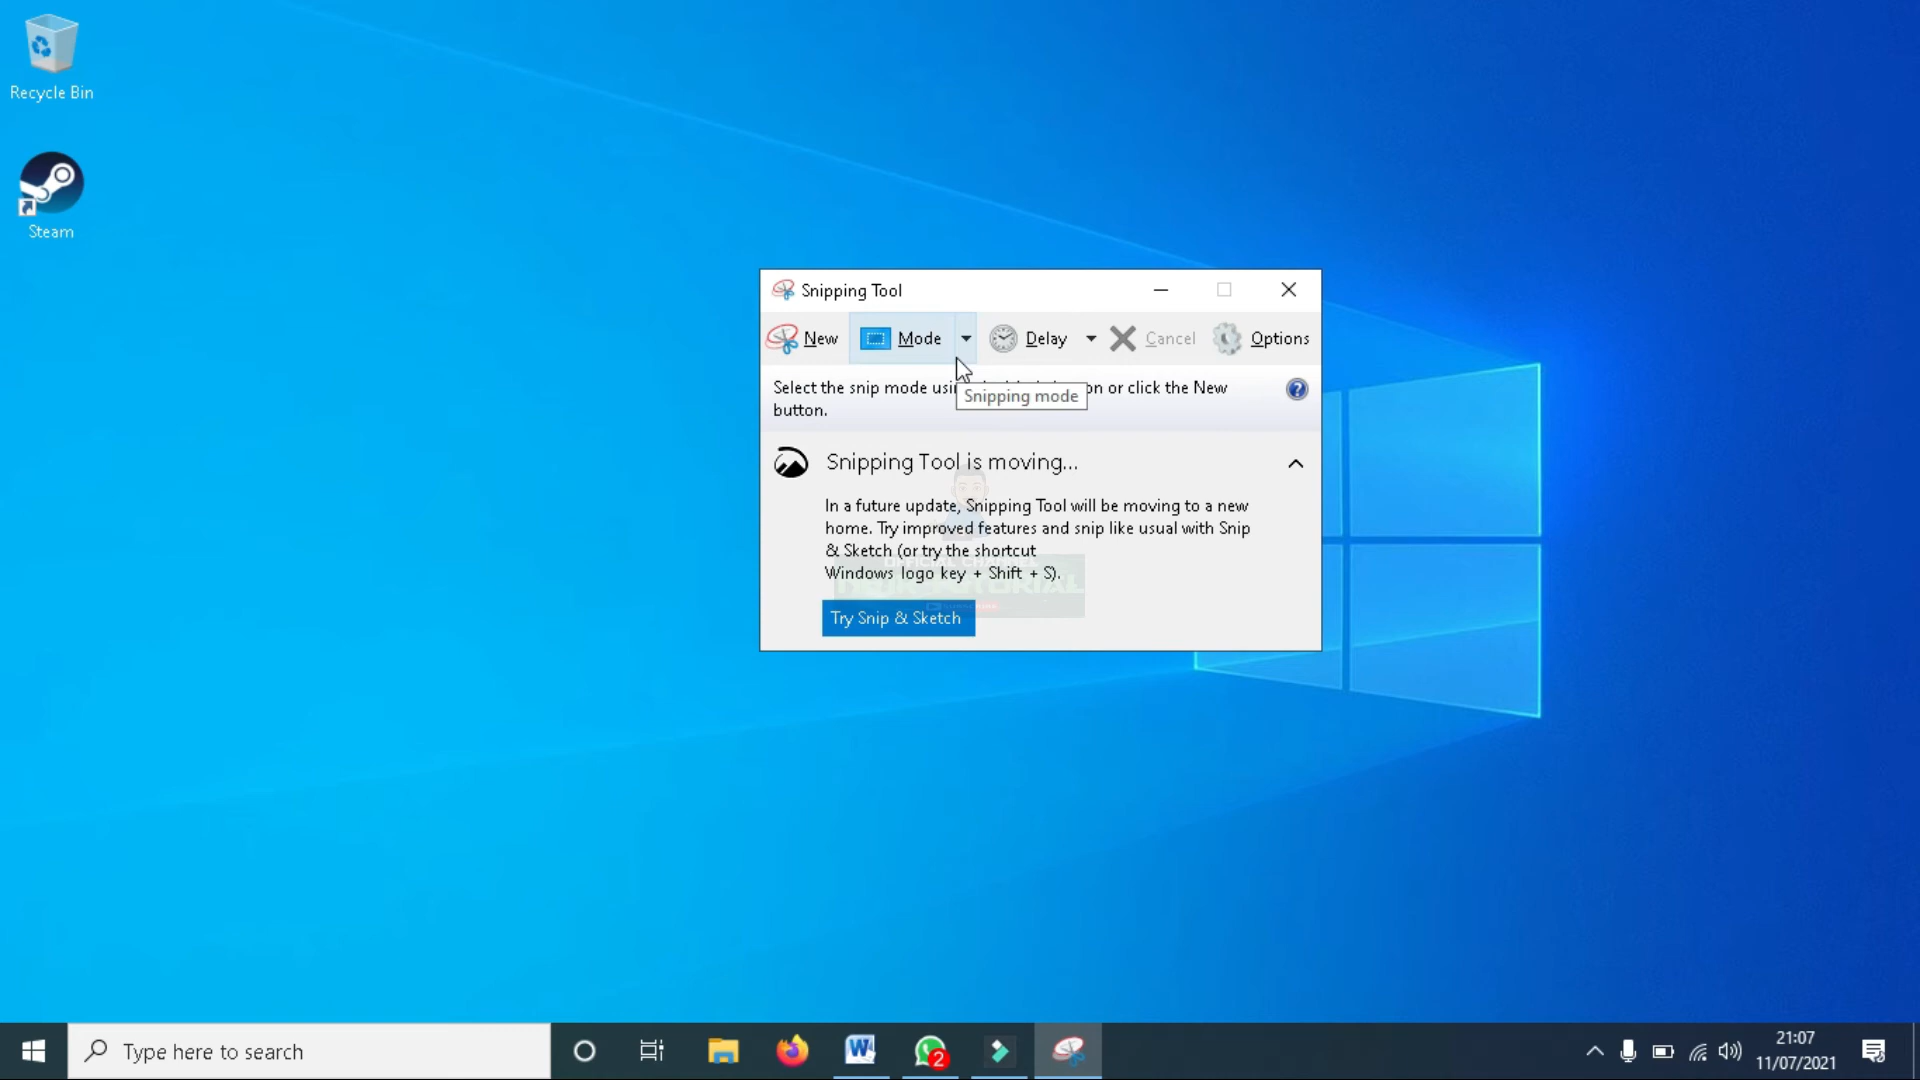 Recycle Bin
Steam
Snipping Tool
New Mode Delay Cancel Options
Select the snip mode usi on or click the New
button.
Snipping mode
Snipping Tool is moving...
In a future update, Snipping Tool will be moving to a new
home. Try improved features and snip like usual with Snip
& Sketch (or try the shortcut
Windows logo key + Shift + S).
OFFICIAL CHANNEL
Try Snip & Sketch
Type here to search
2
21:07
11/07/2021